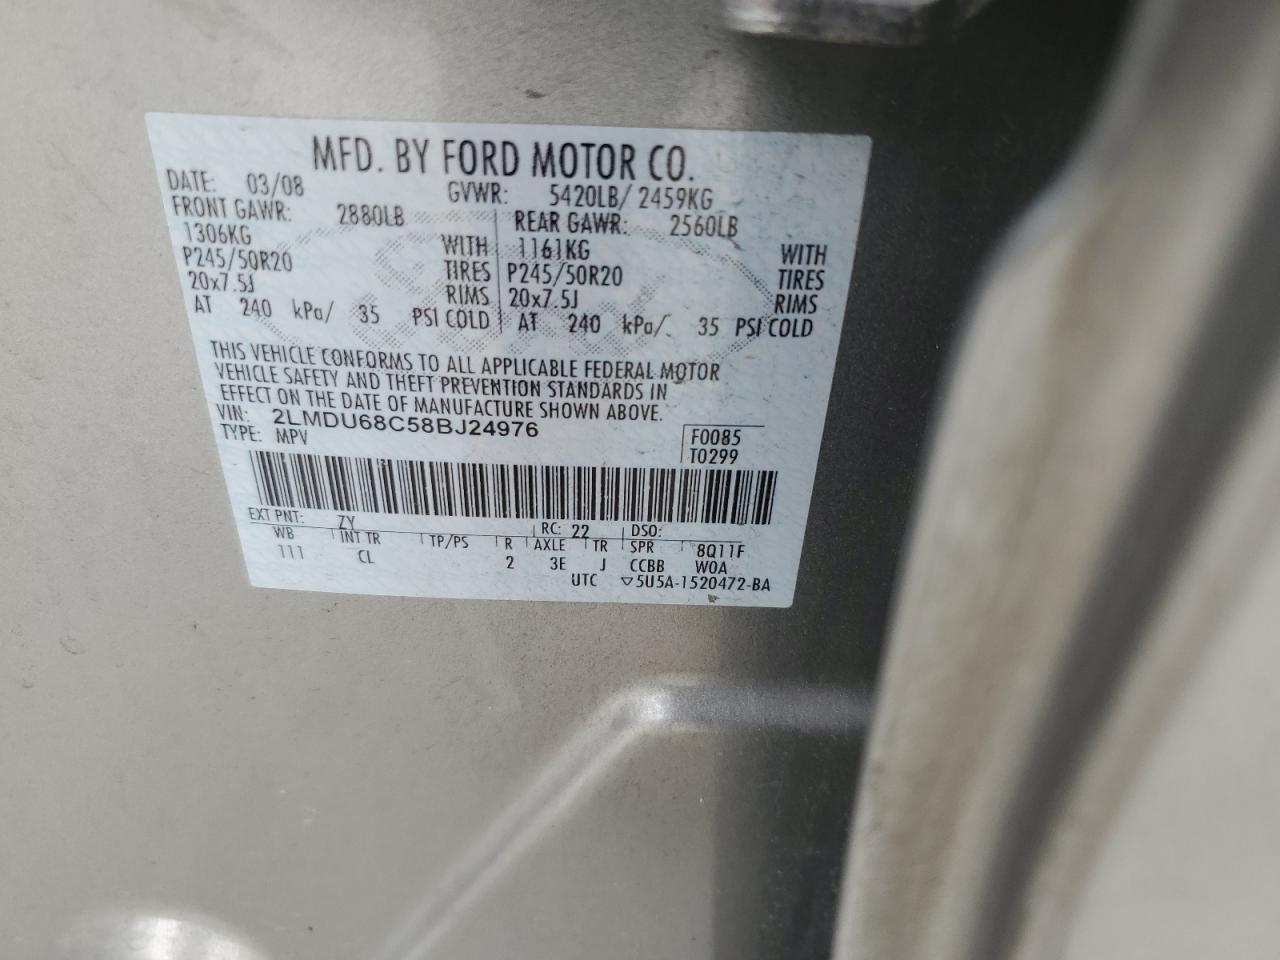 MFD. BY FORD MOTOR CO.
DATE: 03/08 GVWR: 5420LB/ 2459KG
FRONT GAWR: 2880LB REAR GAWR: 2560LB
1306KG WITH 1161KG WITH
P245/50R20 TIRES P245/50R20 TIRES
20x7.5J RIMS 20x7.5J RIMS
AT 240 kPa/ 35 PSI COLD AT 240 kPa/ 35 PSI COLD
THIS VEHICLE CONFORMS TO ALL APPLICABLE FEDERAL MOTOR
VEHICLE SAFETY AND THEFT PREVENTION STANDARDS IN
EFFECT ON THE DATE OF MANUFACTURE SHOWN ABOVE.
VIN: 2LMDU68C58BJ24976
TYPE: MPV F0085
T0299
EXT PNT: ZY RC: 22 DSO:
WB INT TR TP/PS R AXLE TR SPR 8Q11F
111 CL 2 3E J CCBB W0A
UTC ▽5U5A-1520472-BA